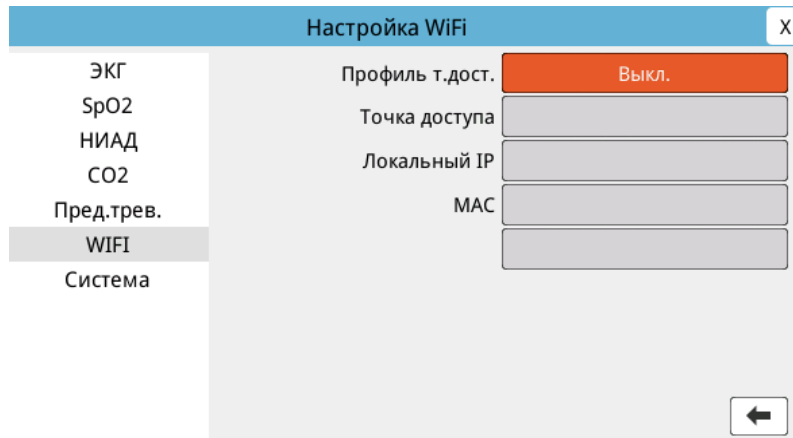 Настройка WiFi
X
ЭКГ
SpO2
НИАД
CO2
Пред.трев.
WIFI
Система
Профиль т.дост.
Выкл.
Точка доступа
Локальный IP
MAC